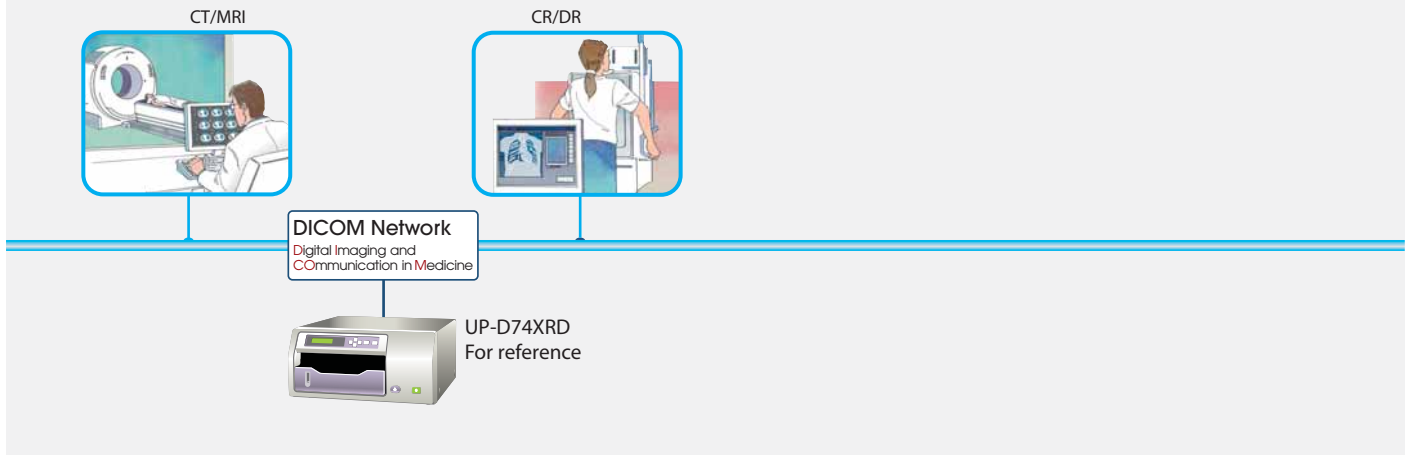 CT/MRI
CR/DR
DICOM Network
Digital Imaging and
COmmunication in Medicine
UP-D74XRD
For reference